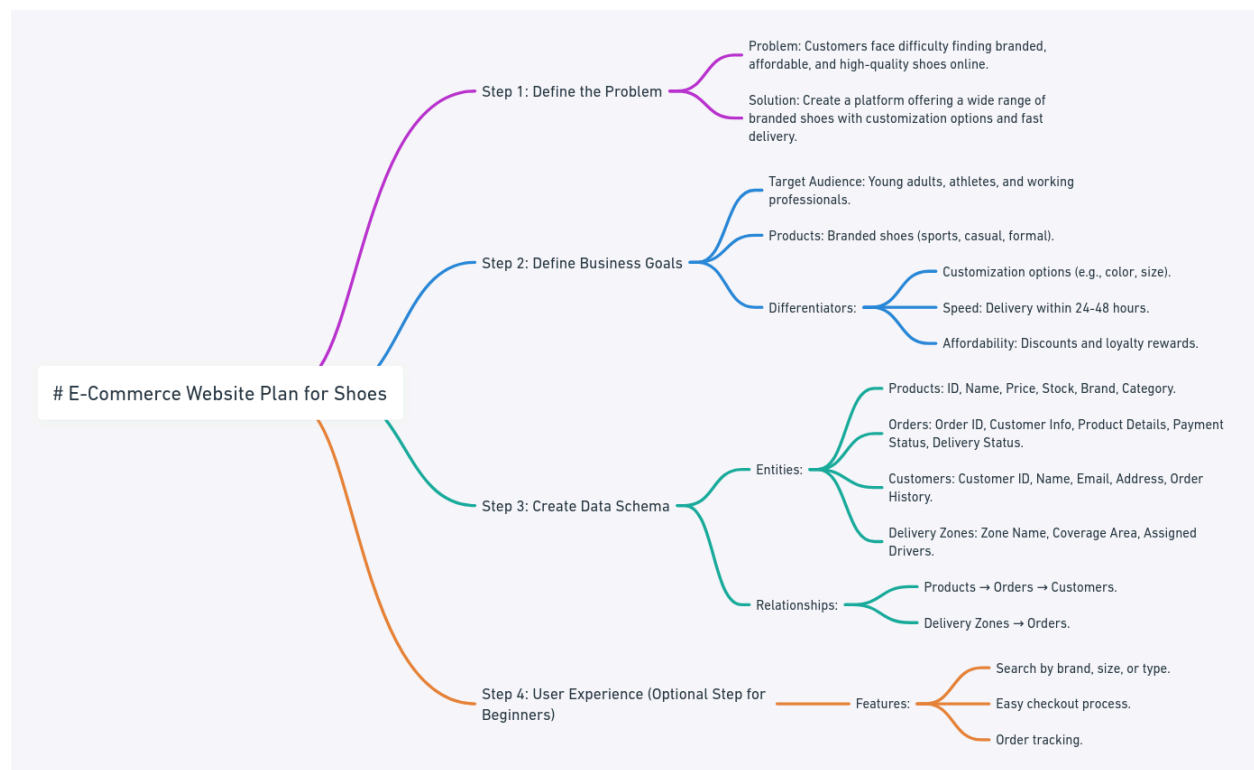 # E-Commerce Website Plan for Shoes
Step 1: Define the Problem
Problem: Customers face difficulty finding branded,
affordable, and high-quality shoes online.
Solution: Create a platform offering a wide range of
branded shoes with customization options and fast
delivery.
Step 2: Define Business Goals
Target Audience: Young adults, athletes, and working
professionals.
Products: Branded shoes (sports, casual, formal).
Differentiators:
Customization options (e.g., color, size).
Speed: Delivery within 24-48 hours.
Affordability: Discounts and loyalty rewards.
Step 3: Create Data Schema
Entities:
Products: ID, Name, Price, Stock, Brand, Category.
Orders: Order ID, Customer Info, Product Details, Payment
Status, Delivery Status.
Customers: Customer ID, Name, Email, Address, Order
History.
Delivery Zones: Zone Name, Coverage Area, Assigned
Drivers.
Relationships:
Products → Orders → Customers.
Delivery Zones → Orders.
Step 4: User Experience (Optional Step for
Beginners)
Features:
Search by brand, size, or type.
Easy checkout process.
Order tracking.